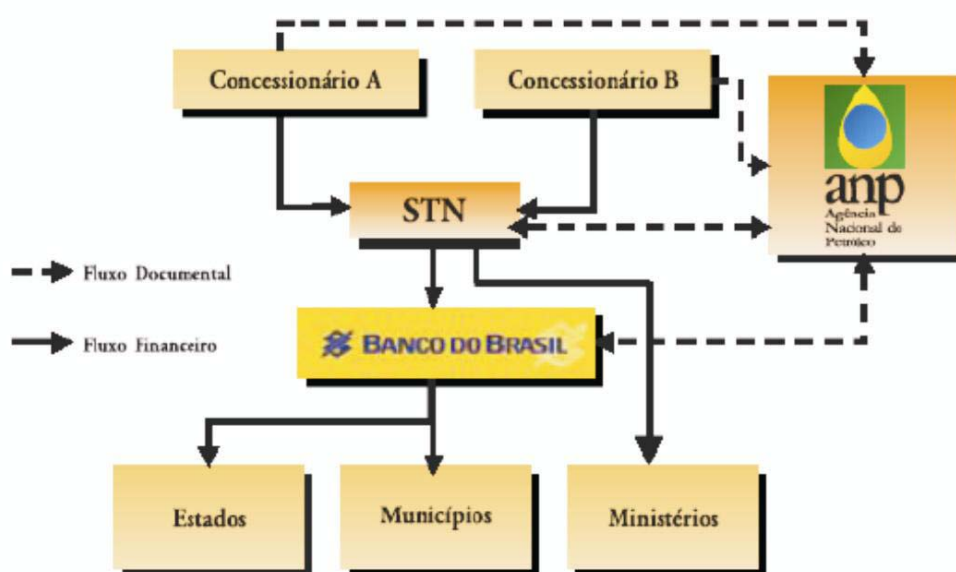 Concessionário A
Concessionário B
anp
Agência
Nacional de
Petróleo
STN
Fluxo Documental
Fluxo Financeiro
BANCO DO BRASIL
Estados
Municípios
Ministérios